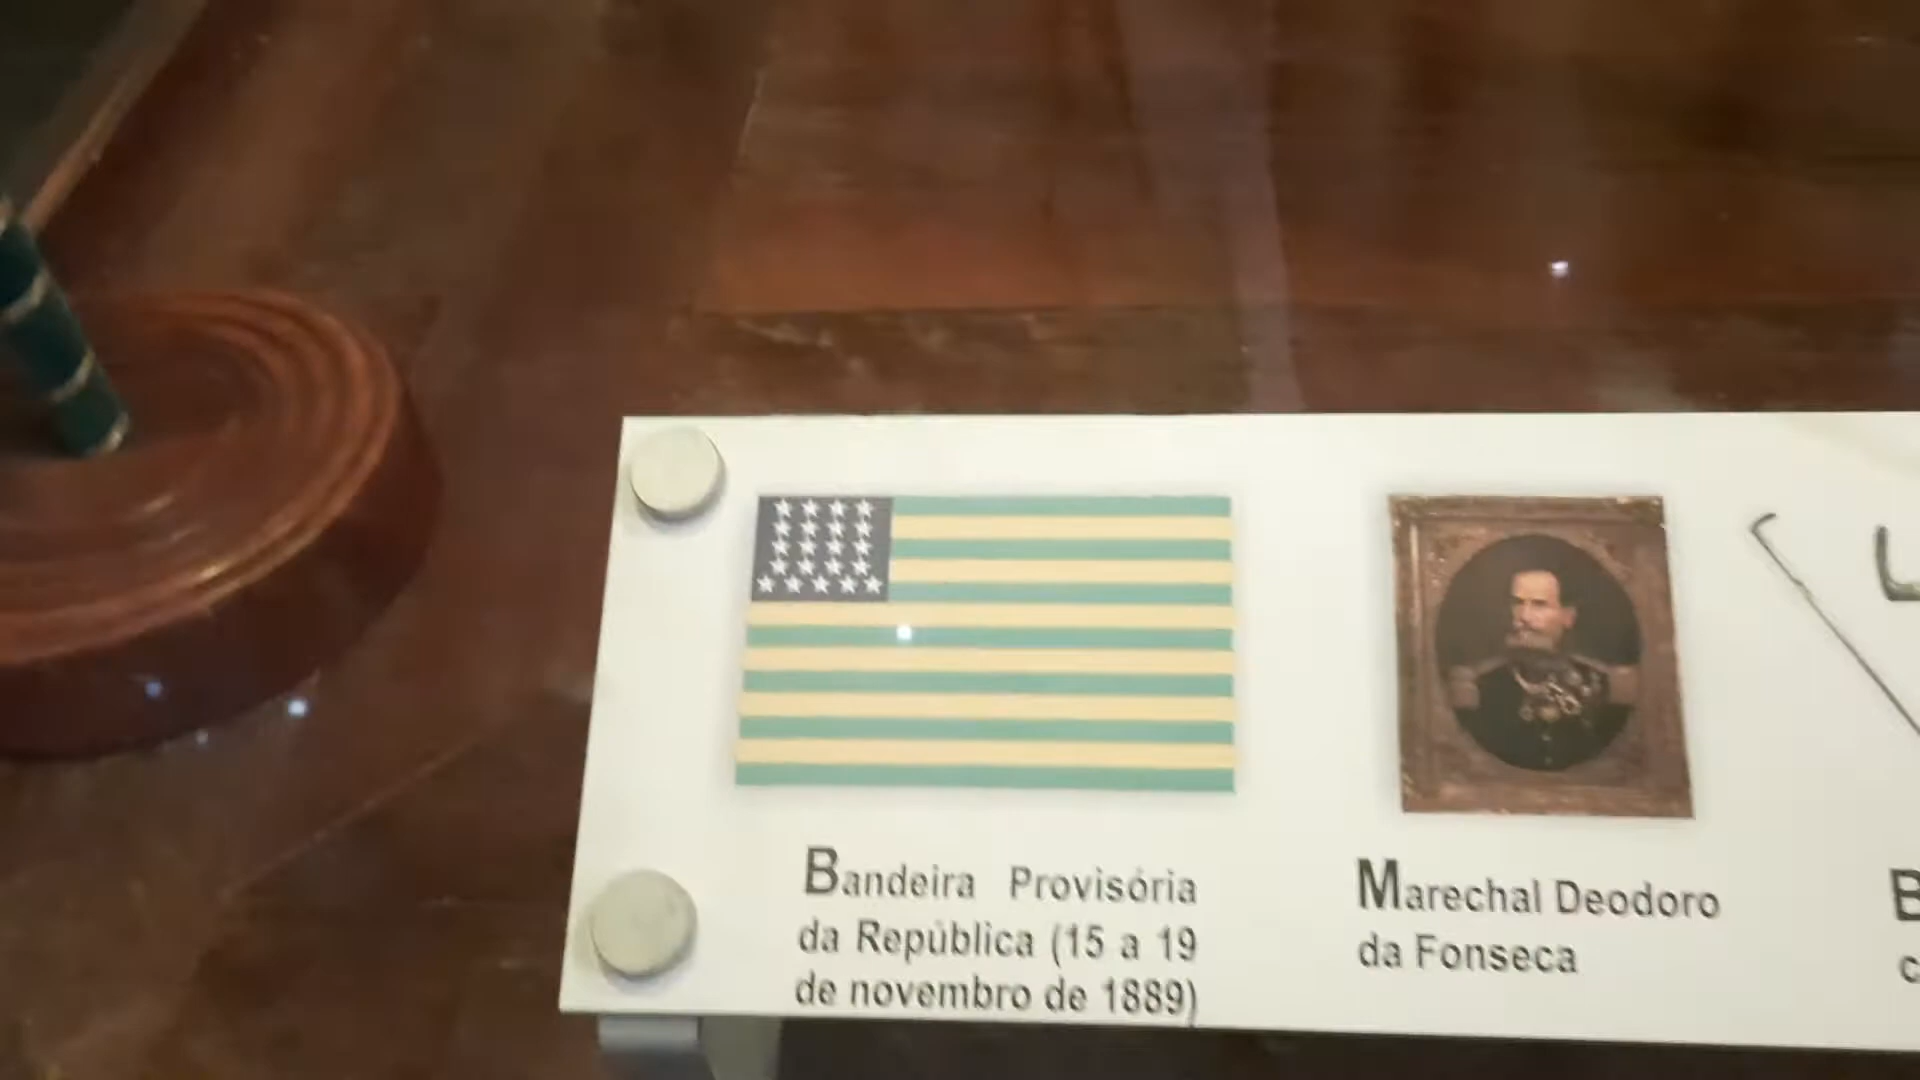 Bandeira Provisória
da República (15 a 19
de novembro de 1889)
Marechal Deodoro
da Fonseca